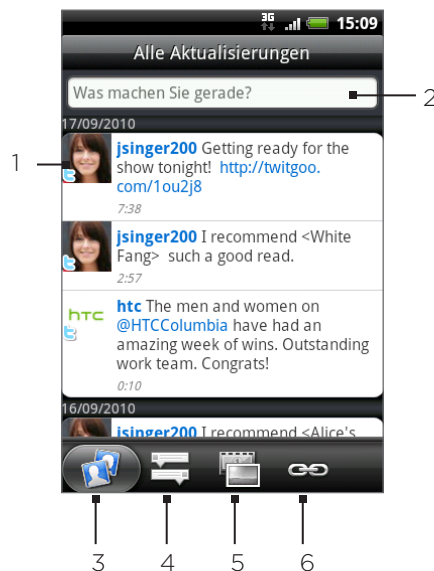 3G 15:09
Alle Aktualisierungen
Was machen Sie gerade?
2
17/09/2010
1
jsinger200 Getting ready for the
show tonight! http://twitgoo.
com/1ou2j8
7:38
jsinger200 I recommend <White
Fang> such a good read.
2:57
hTC
htc The men and women on
@HTCColumbia have had an
amazing week of wins. Outstanding
work team. Congrats!
0:10
16/09/2010
jsinger200 I recommend <Alice's
3 4 5 6